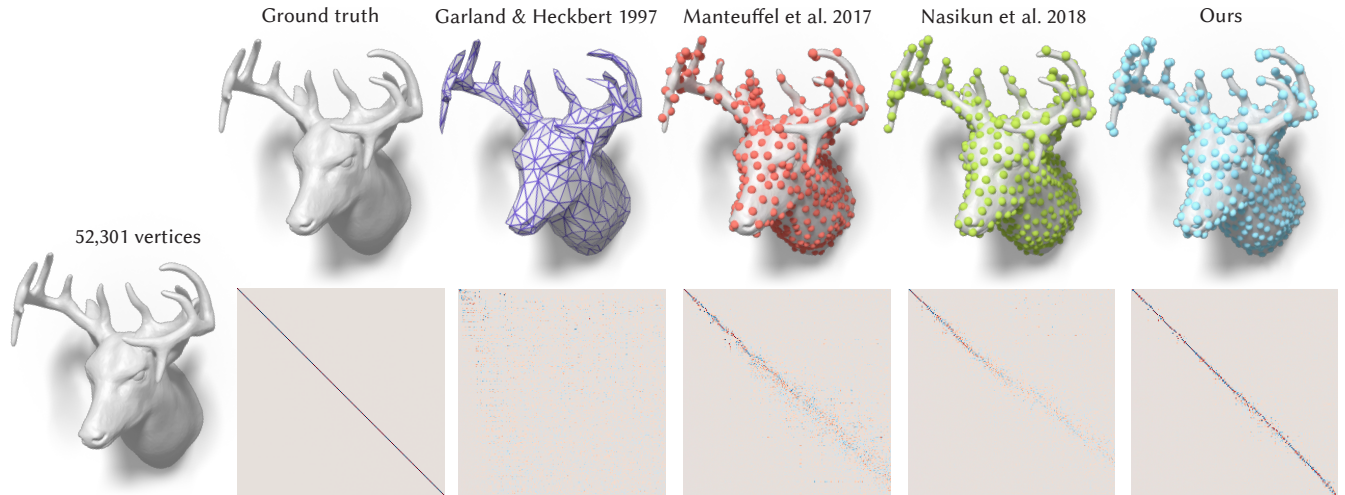 Ground truth
Garland & Heckbert 1997
Manteuffel et al. 2017
Nasikun et al. 2018
Ours
52,301 vertices